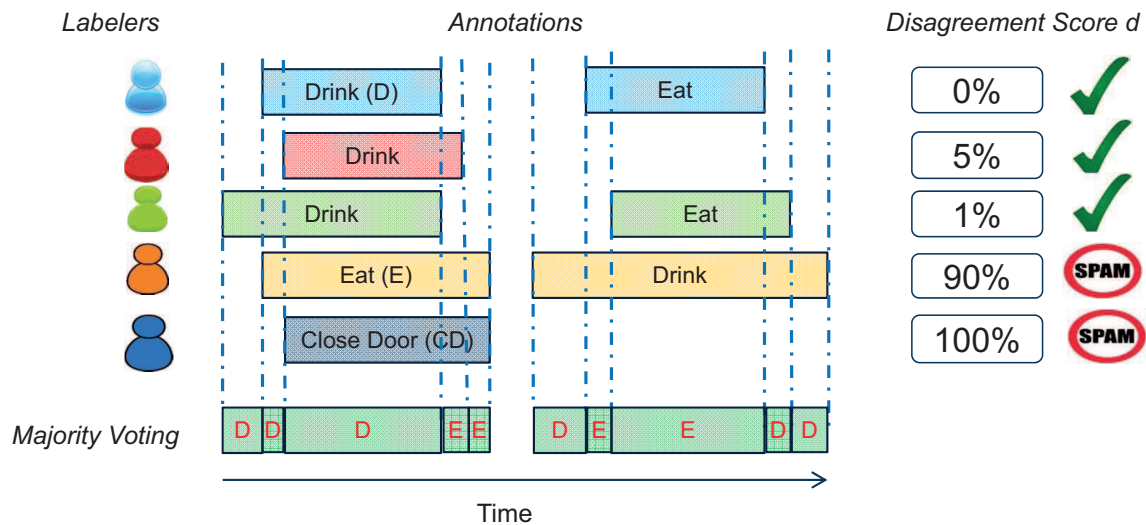 Labelers Annotations Disagreement Score d
Drink (D) Eat 0%
Drink 5%
Drink Eat 1%
Eat (E) Drink 90% SPAM
Close Door (CD) 100% SPAM
Majority Voting D D D E E D E E D D
Time